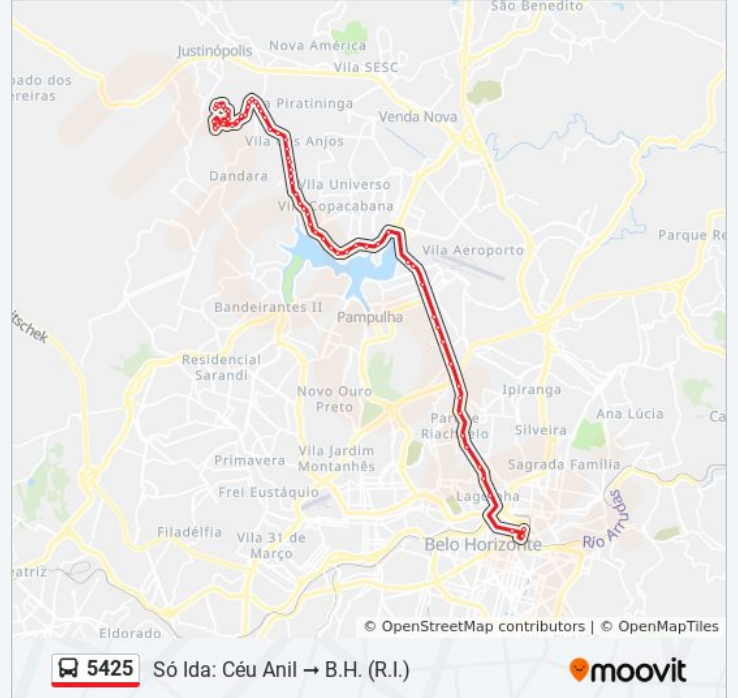 São Benedito
Nova América
Justinópolis
Vila SESC
Piratininga
Venda Nova
Vila dos Anjos
Dandara
Vila Universo
Vila Copacabana
Parque
Vila Aeroporto
Bandeirantes II
Pampulha
Residencial
Sarandi
Novo Ouro
Preto
Ipiranga
Ana Lúcia
Parque
Riachuelo
Silveira
Vila Jardim
Montanhês
Primavera
Sagrada Família
Frei Eustáquio
Lagoinha
Filadélfia
Vila 31 de
Março
Belo Horizonte
Rio Arrudas
Eldorado
© OpenStreetMap contributors | © OpenMapTiles
5425 Só Ida: Céu Anil → B.H. (R.I.)
moovit